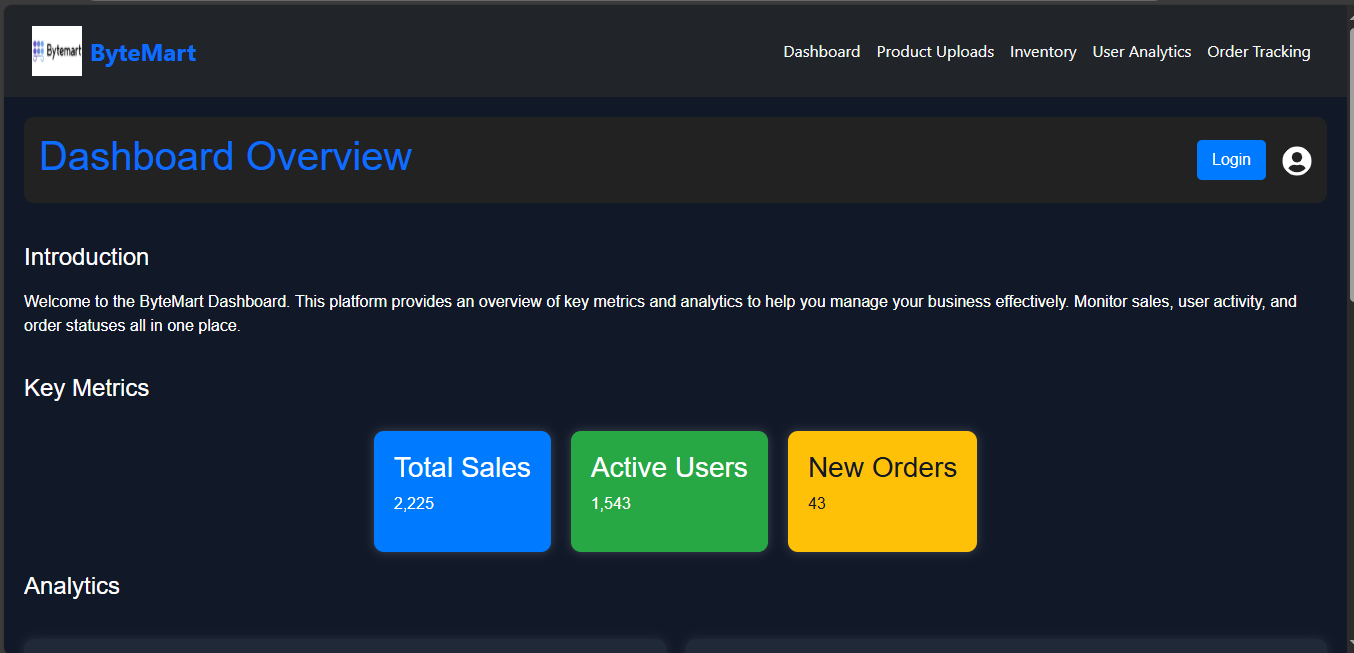 Bytemart
ByteMart
Dashboard Product Uploads Inventory User Analytics Order Tracking
Dashboard Overview
Login
Introduction
Welcome to the ByteMart Dashboard. This platform provides an overview of key metrics and analytics to help you manage your business effectively. Monitor sales, user activity, and
order statuses all in one place.
Key Metrics
Total Sales
2,225
Active Users
1,543
New Orders
43
Analytics